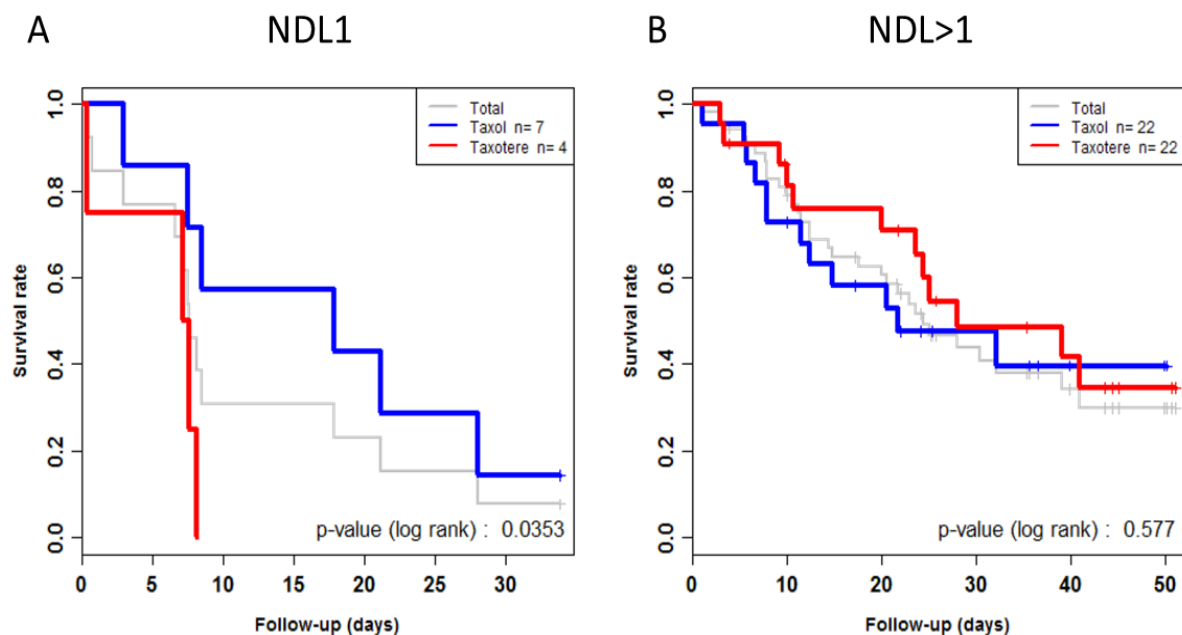 A
NDL1
B
NDL>1
Total
Taxol n= 7
Taxotere n= 4
Total
Taxol n= 22
Taxotere n= 22
Survival rate
1.0
0.8
0.6
0.4
0.2
0.0
p-value (log rank) : 0.0353
0 5 10 15 20 25 30
Follow-up (days)
Survival rate
1.0
0.8
0.6
0.4
0.2
0.0
p-value (log rank) : 0.577
0 10 20 30 40 50
Follow-up (days)